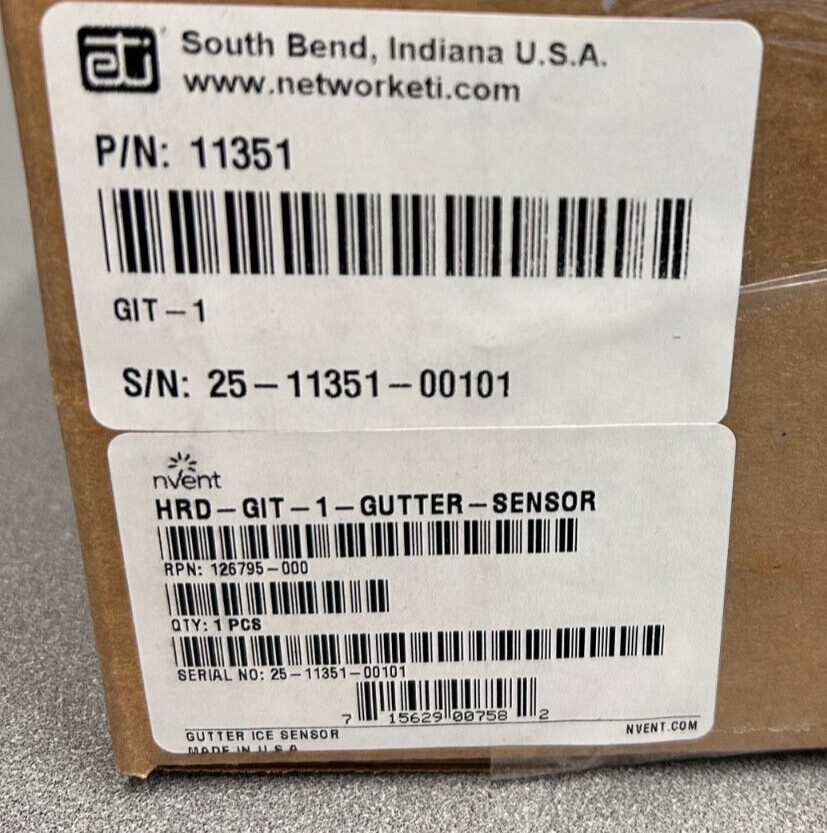 eti South Bend, Indiana U.S.A.
www.networketi.com
P/N: 11351
GIT-1
S/N: 25-11351-00101
nvent
HRD-GIT-1-GUTTER-SENSOR
RPN: 126795-000
QTY: 1 PCS
SERIAL NO: 25-11351-00101
7 15629 00758 2
GUTTER ICE SENSOR NVENT.COM
MADE IN U.S.A